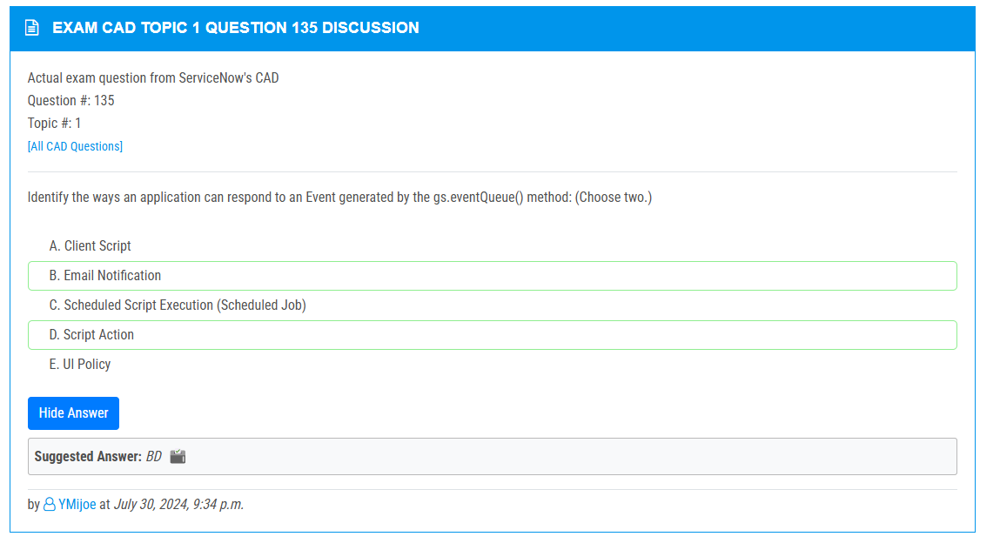 EXAM CAD TOPIC 1 QUESTION 135 DISCUSSION
Actual exam question from ServiceNow's CAD
Question #: 135
Topic #: 1
[All CAD Questions]
Identify the ways an application can respond to an Event generated by the gs.eventQueue() method: (Choose two.)
A. Client Script
B. Email Notification
C. Scheduled Script Execution (Scheduled Job)
D. Script Action
E. UI Policy
Hide Answer
Suggested Answer: BD
by YMijoe at July 30, 2024, 9:34 p.m.